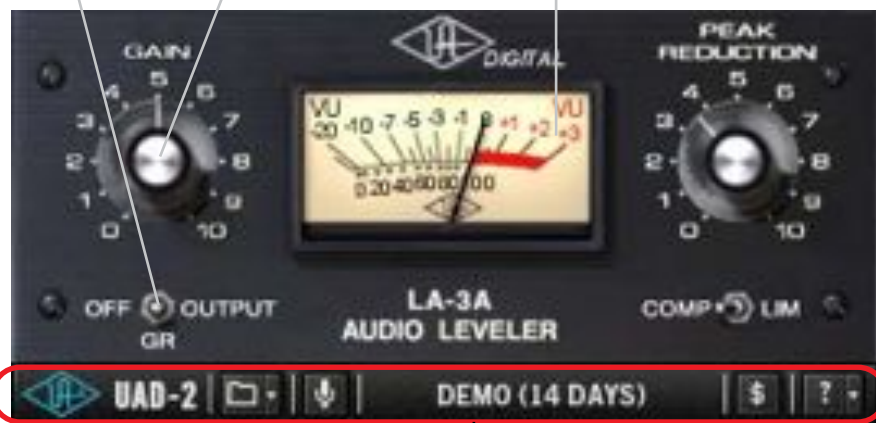 GAIN
0 1 2 3 4 5 6 7 8 9 10
UA
DIGITAL
PEAK
REDUCTION
0 1 2 3 4 5 6 7 8 9 10
VU VU
-20 -10 -7 -5 -3 -1 0 +1 +2 +3
0 20 40 60 80 100
OFF OUTPUT
GR
LA-3A
AUDIO LEVELER
COMP LIM
UAD-2 DEMO (14 DAYS) $ ?